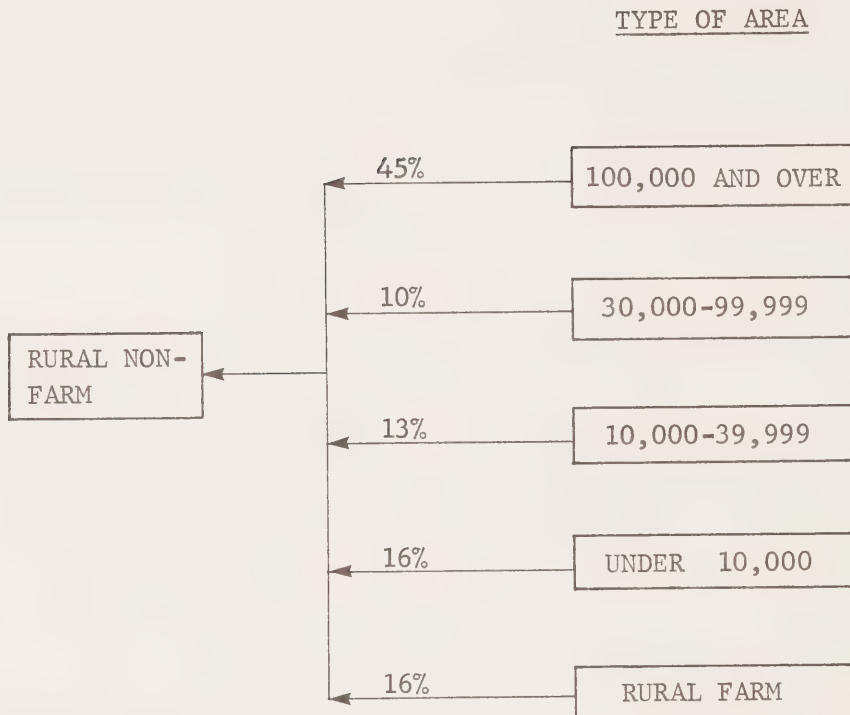 TYPE OF AREA
45%
100,000 AND OVER
10%
30,000-99,999
RURAL NON-
FARM
13%
10,000-39,999
16%
UNDER 10,000
16%
RURAL FARM